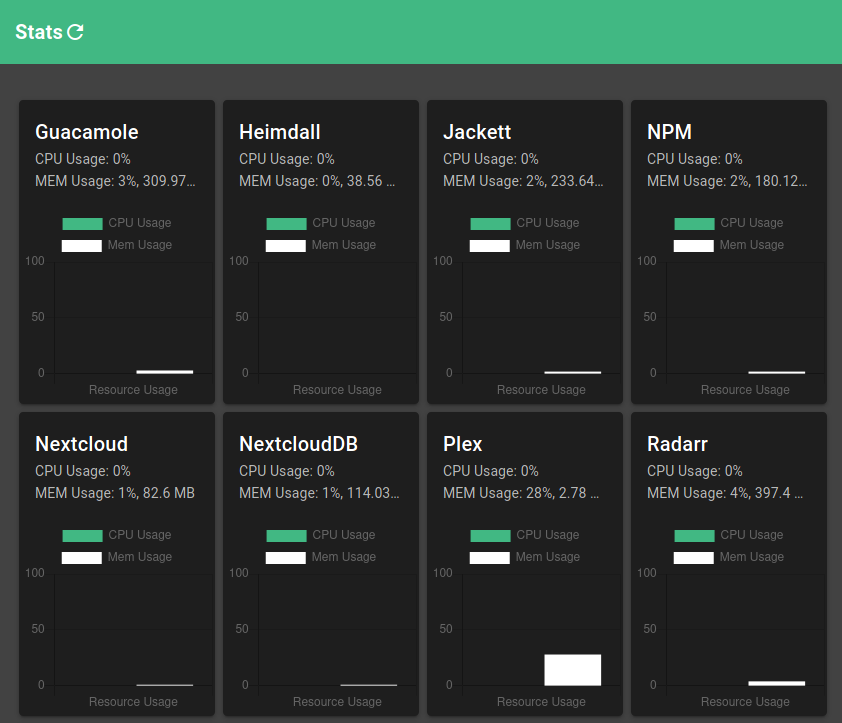 Stats
Guacamole
CPU Usage: 0%
MEM Usage: 3%, 309.97...
CPU Usage
Mem Usage
100
50
0
Resource Usage
Heimdall
CPU Usage: 0%
MEM Usage: 0%, 38.56 ...
CPU Usage
Mem Usage
100
50
0
Resource Usage
Jackett
CPU Usage: 0%
MEM Usage: 2%, 233.64...
CPU Usage
Mem Usage
100
50
0
Resource Usage
NPM
CPU Usage: 0%
MEM Usage: 2%, 180.12...
CPU Usage
Mem Usage
100
50
0
Resource Usage
Nextcloud
CPU Usage: 0%
MEM Usage: 1%, 82.6 MB
CPU Usage
Mem Usage
100
50
0
Resource Usage
NextcloudDB
CPU Usage: 0%
MEM Usage: 1%, 114.03...
CPU Usage
Mem Usage
100
50
0
Resource Usage
Plex
CPU Usage: 0%
MEM Usage: 28%, 2.78 ...
CPU Usage
Mem Usage
100
50
0
Resource Usage
Radarr
CPU Usage: 0%
MEM Usage: 4%, 397.4 ...
CPU Usage
Mem Usage
100
50
0
Resource Usage